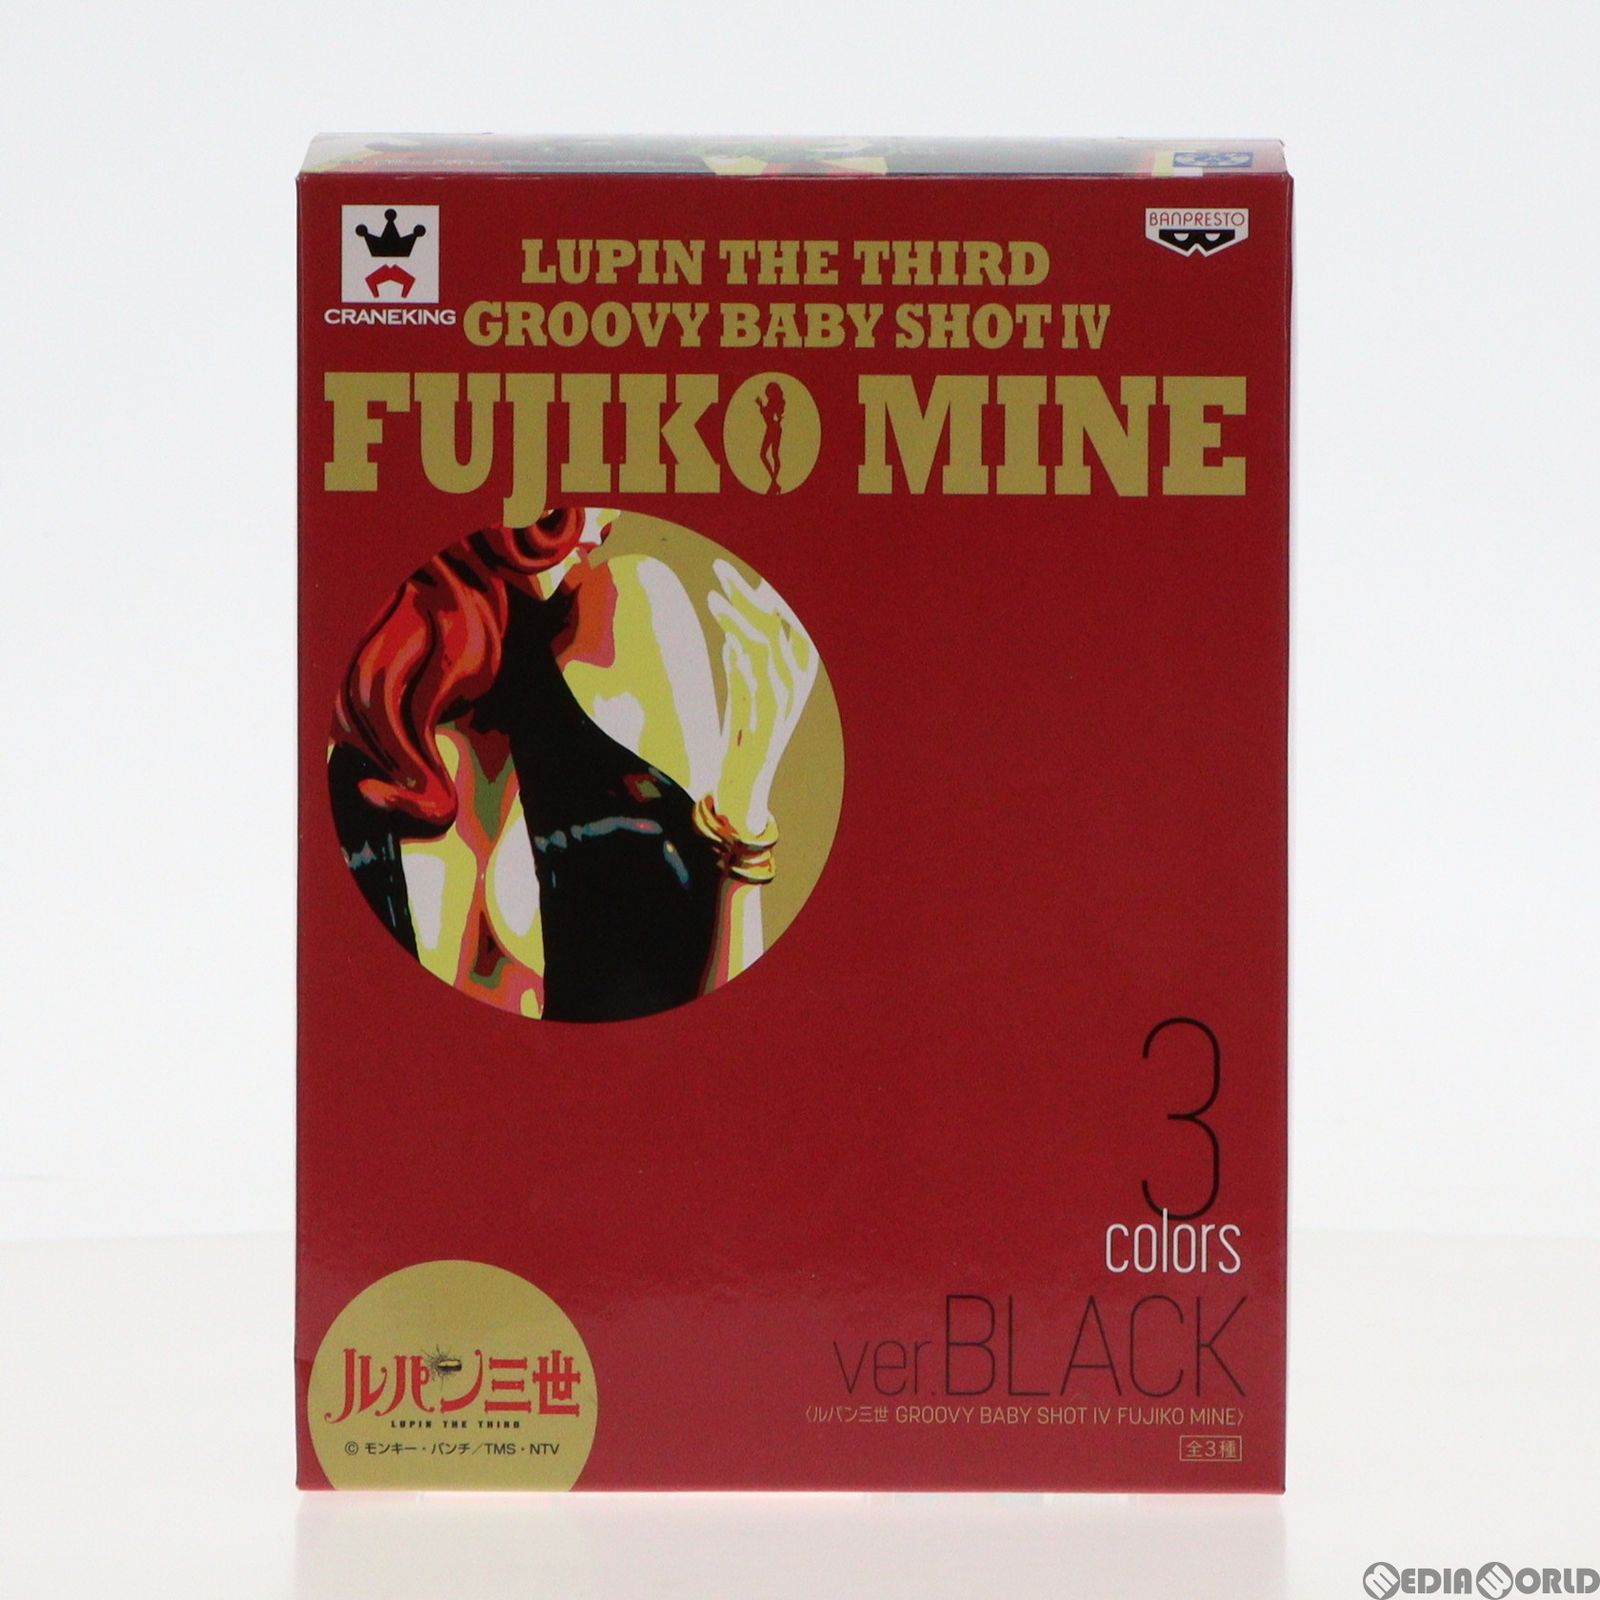 CRANEKING
BANPRESTO
LUPIN THE THIRD
GROOVY BABY SHOT IV
FUJIKO MINE
3
colors
ver.BLACK
〈ルパン三世 GROOVY BABY SHOT IV FUJIKO MINE〉
全3種
ルパン三世
LUPIN THE THIRD
© モンキー・パンチ/TMS・NTV
MEDIA WORLD